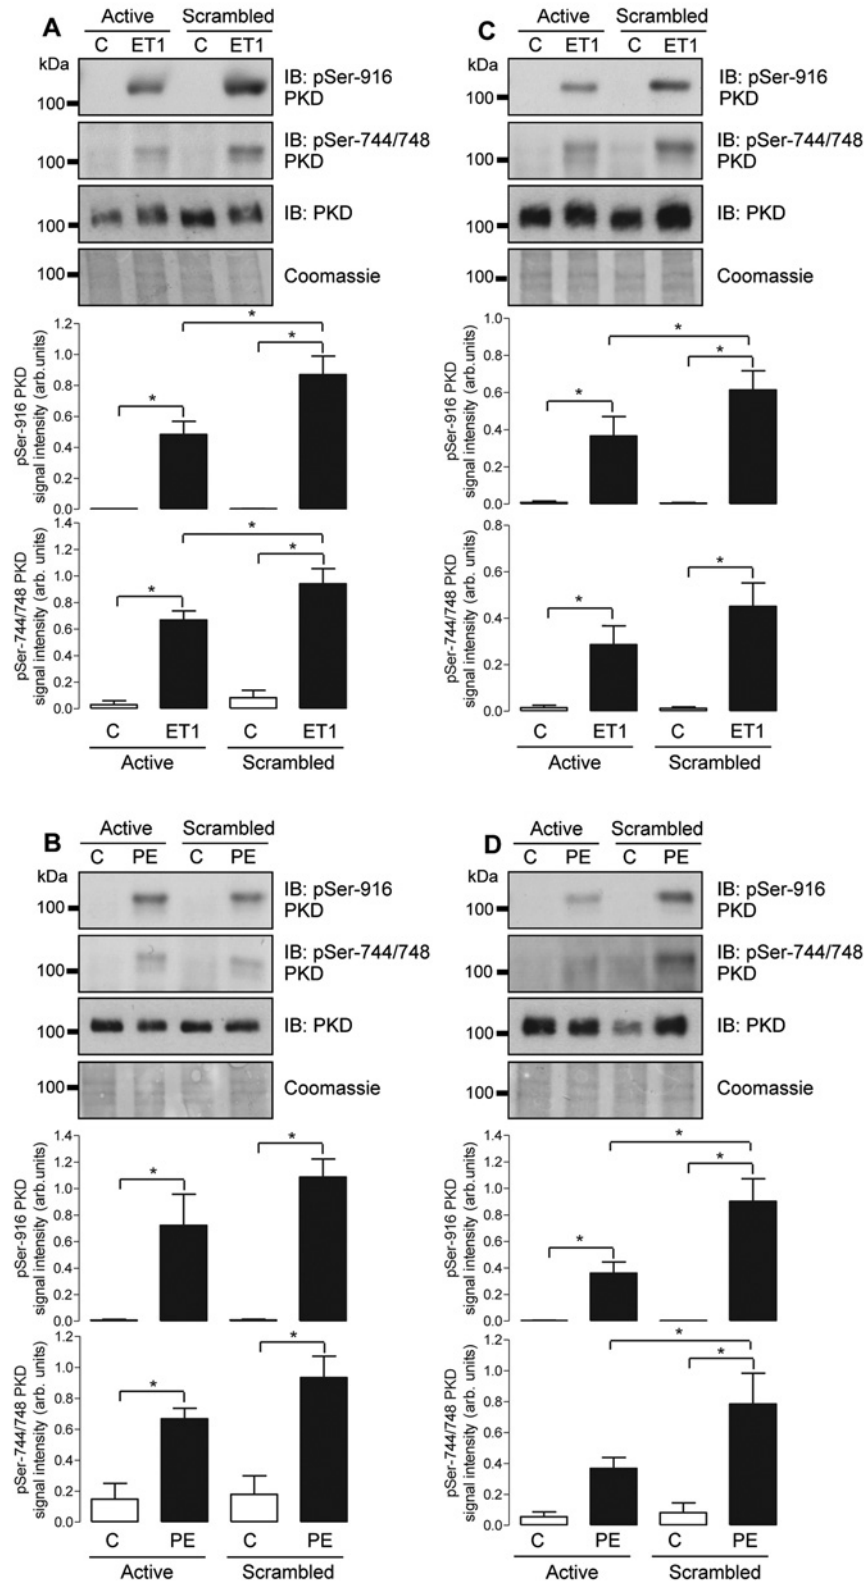 A
Active Scrambled
C ET1 C ET1
kDa
100
IB: pSer-916
PKD
100
IB: pSer-744/748
PKD
100
IB: PKD
100
Coomassie
pSer-916 PKD
signal intensity (arb.units)
1.2
1.0
0.8
0.6
0.4
0.2
0.0
* * *
pSer-744/748 PKD
signal intensity (arb. units)
1.4
1.2
1.0
0.8
0.6
0.4
0.2
0.0
* * *
C ET1 C ET1
Active Scrambled
C
Active Scrambled
C ET1 C ET1
100
IB: pSer-916
PKD
100
IB: pSer-744/748
PKD
100
IB: PKD
100
Coomassie
pSer-916 PKD
signal intensity (arb.units)
1.0
0.8
0.6
0.4
0.2
0.0
* * *
pSer-744/748 PKD
signal intensity (arb. units)
0.8
0.6
0.4
0.2
0.0
* *
C ET1 C ET1
Active Scrambled
B
Active Scrambled
C PE C PE
kDa
100
IB: pSer-916
PKD
100
IB: pSer-744/748
PKD
100
IB: PKD
100
Coomassie
pSer-916 PKD
signal intensity (arb.units)
1.4
1.2
1.0
0.8
0.6
0.4
0.2
0.0
* *
pSer-744/748 PKD
signal intensity (arb. units)
1.2
1.0
0.8
0.6
0.4
0.2
0.0
* *
C PE C PE
Active Scrambled
D
Active Scrambled
C PE C PE
kDa
100
IB: pSer-916
PKD
100
IB: pSer-744/748
PKD
100
IB: PKD
100
Coomassie
pSer-916 PKD
signal intensity (arb.units)
1.4
1.2
1.0
0.8
0.6
0.4
0.2
0.0
* * *
pSer-744/748 PKD
signal intensity (arb. units)
1.2
1.0
0.8
0.6
0.4
0.2
0.0
* *
C PE C PE
Active Scrambled